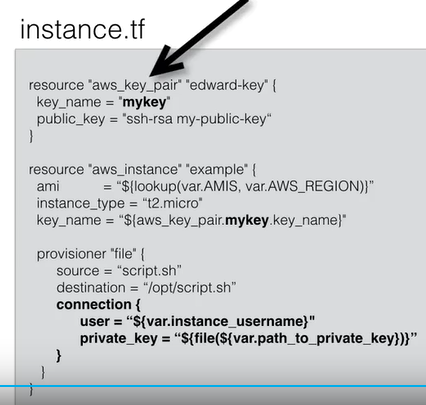 instance.tf
resource "aws_key_pair" "edward-key" {
key_name = "mykey"
public_key = "ssh-rsa my-public-key“
}
resource "aws_instance" "example" {
ami = “${lookup(var.AMIS, var.AWS_REGION)}”
instance_type = “t2.micro"
key_name = “${aws_key_pair.mykey.key_name}"
provisioner "file" {
source = “script.sh”
destination = “/opt/script.sh”
connection {
user = “${var.instance_username}"
private_key = “${file(${var.path_to_private_key})}”
}
}
}